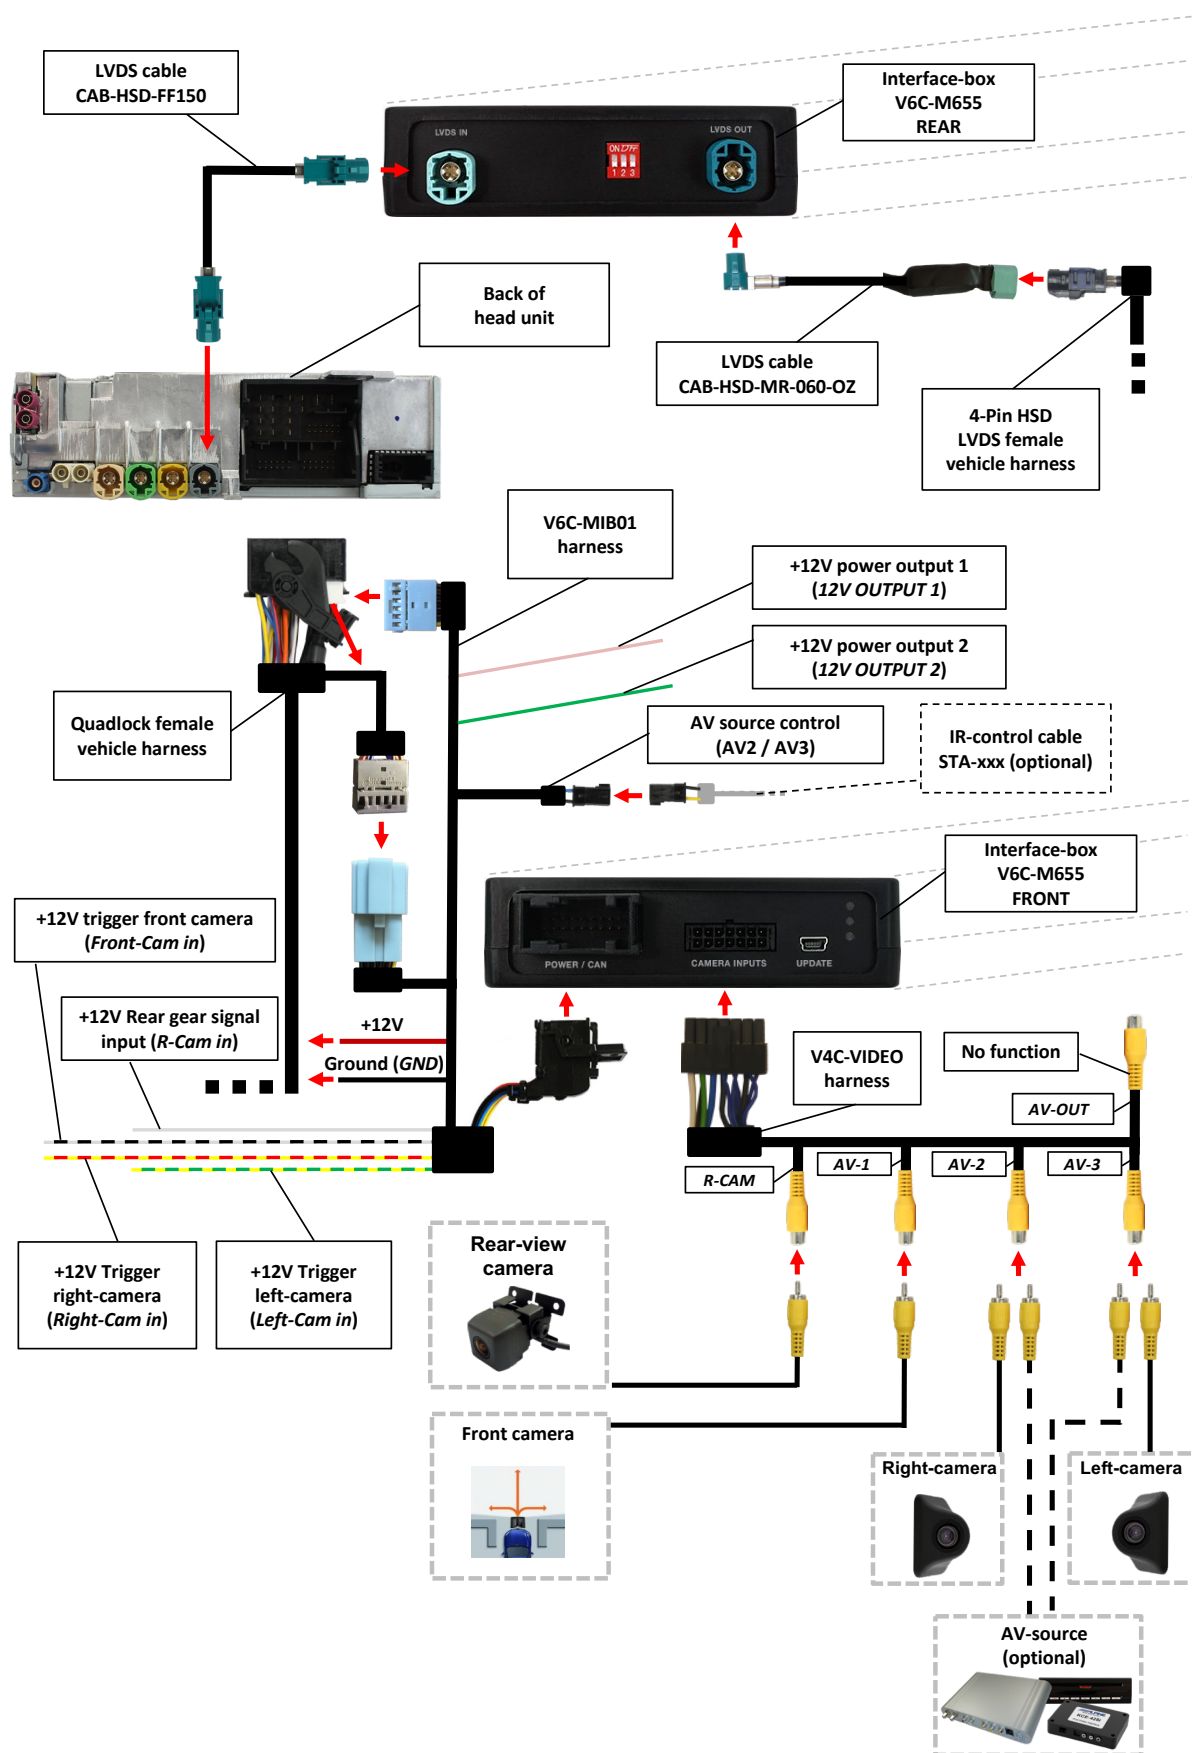 LVDS cable
CAB-HSD-FF150
Interface-box
V6C-M655
REAR
LVDS IN
LVDS OUT
ON
1 2 3
Back of
head unit
LVDS cable
CAB-HSD-MR-060-OZ
4-Pin HSD
LVDS female
vehicle harness
V6C-MIB01
harness
+12V power output 1
(12V OUTPUT 1)
+12V power output 2
(12V OUTPUT 2)
Quadlock female
vehicle harness
AV source control
(AV2 / AV3)
IR-control cable
STA-xxx (optional)
Interface-box
V6C-M655
FRONT
+12V trigger front camera
(Front-Cam in)
POWER / CAN
CAMERA INPUTS
UPDATE
+12V Rear gear signal
input (R-Cam in)
+12V
Ground (GND)
V4C-VIDEO
harness
No function
AV-OUT
R-CAM
AV-1
AV-2
AV-3
+12V Trigger
right-camera
(Right-Cam in)
+12V Trigger
left-camera
(Left-Cam in)
Rear-view
camera
Front camera
Right-camera
Left-camera
AV-source
(optional)